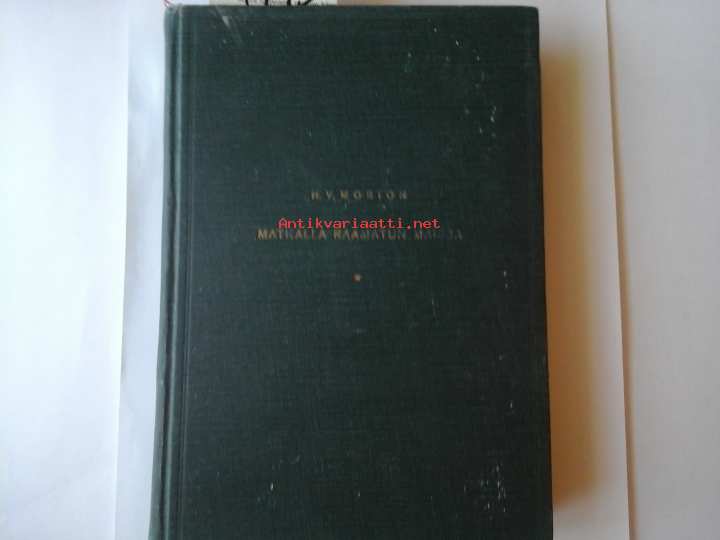 H.V. MORTON
Antikvariaatti.net
MATKALLA RAAMATUN